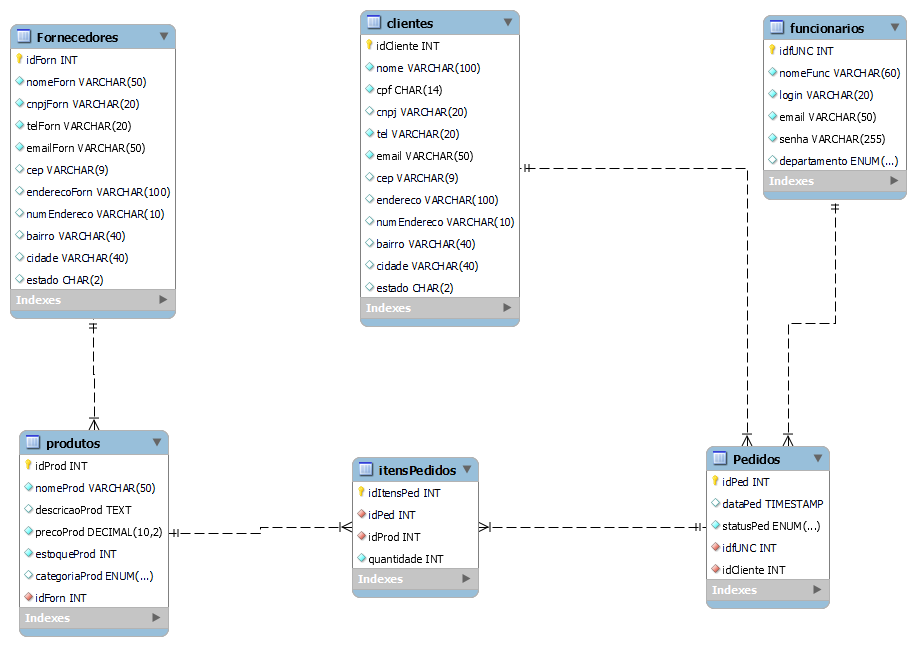 Fornecedores
idForn INT
nomeForn VARCHAR(50)
cnpjForn VARCHAR(20)
telForn VARCHAR(20)
emailForn VARCHAR(50)
cep VARCHAR(9)
enderecoForn VARCHAR(100)
numEndereco VARCHAR(10)
bairro VARCHAR(40)
cidade VARCHAR(40)
estado CHAR(2)
Indexes
clientes
idCliente INT
nome VARCHAR(100)
cpf CHAR(14)
cnpj VARCHAR(20)
tel VARCHAR(20)
email VARCHAR(50)
cep VARCHAR(9)
endereco VARCHAR(100)
numEndereco VARCHAR(10)
bairro VARCHAR(40)
cidade VARCHAR(40)
estado CHAR(2)
Indexes
funcionarios
idfUNC INT
nomeFunc VARCHAR(60)
login VARCHAR(20)
email VARCHAR(50)
senha VARCHAR(255)
departamento ENUM(...)
Indexes
produtos
idProd INT
nomeProd VARCHAR(50)
descricaoProd TEXT
precoProd DECIMAL(10,2)
estoqueProd INT
categoriaProd ENUM(...)
idForn INT
Indexes
itensPedidos
idItensPed INT
idPed INT
idProd INT
quantidade INT
Indexes
Pedidos
idPed INT
dataPed TIMESTAMP
statusPed ENUM(...)
idfUNC INT
idCliente INT
Indexes